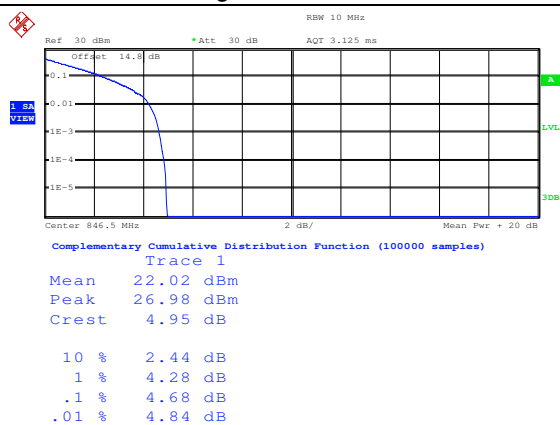 RBW 10 MHz
Ref 30 dBm *Att 30 dB AQT 3.125 ms
Offset 14.8 dB
0.1
A
0.01
1 SA
VIEW
1E-3
LVL
1E-4
1E-5
3DB
Center 846.5 MHz 2 dB/ Mean Pwr + 20 dB
Complementary Cumulative Distribution Function (100000 samples)
Trace 1
Mean 22.02 dBm
Peak 26.98 dBm
Crest 4.95 dB
10 % 2.44 dB
1 % 4.28 dB
.1 % 4.68 dB
.01 % 4.84 dB